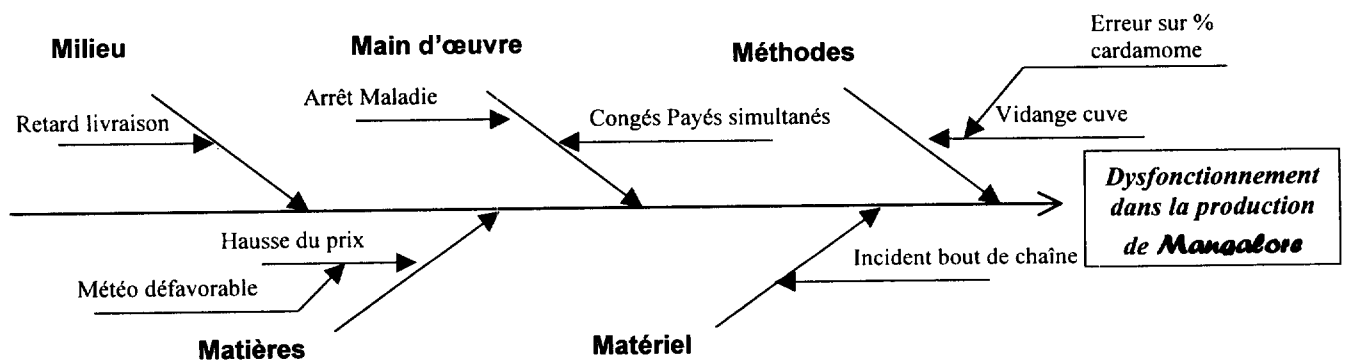 Erreur sur %
cardamome
Milieu
Main d'œuvre
Méthodes
Arrêt Maladie
Retard livraison
Congés Payés simultanés
Vidange cuve
Dysfonctionnement
dans la production
de Mangalore
Hausse du prix
Incident bout de chaîne
Météo défavorable
Matières
Matériel